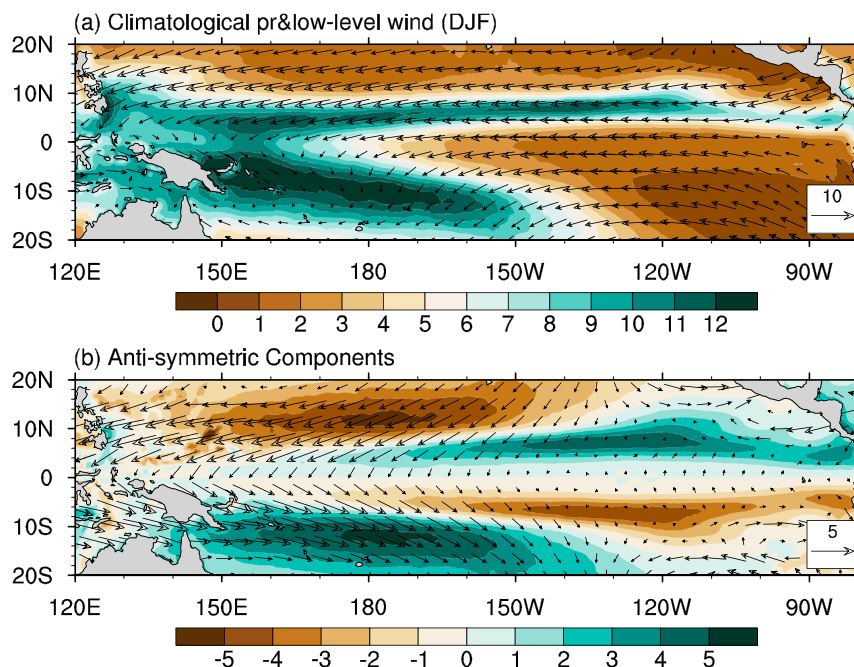 (a) Climatological pr&low-level wind (DJF)
20N
10N
0
10S
20S
10
120E 150E 180 150W 120W 90W
0 1 2 3 4 5 6 7 8 9 10 11 12
(b) Anti-symmetric Components
20N
10N
0
10S
20S
5
120E 150E 180 150W 120W 90W
-5 -4 -3 -2 -1 0 1 2 3 4 5